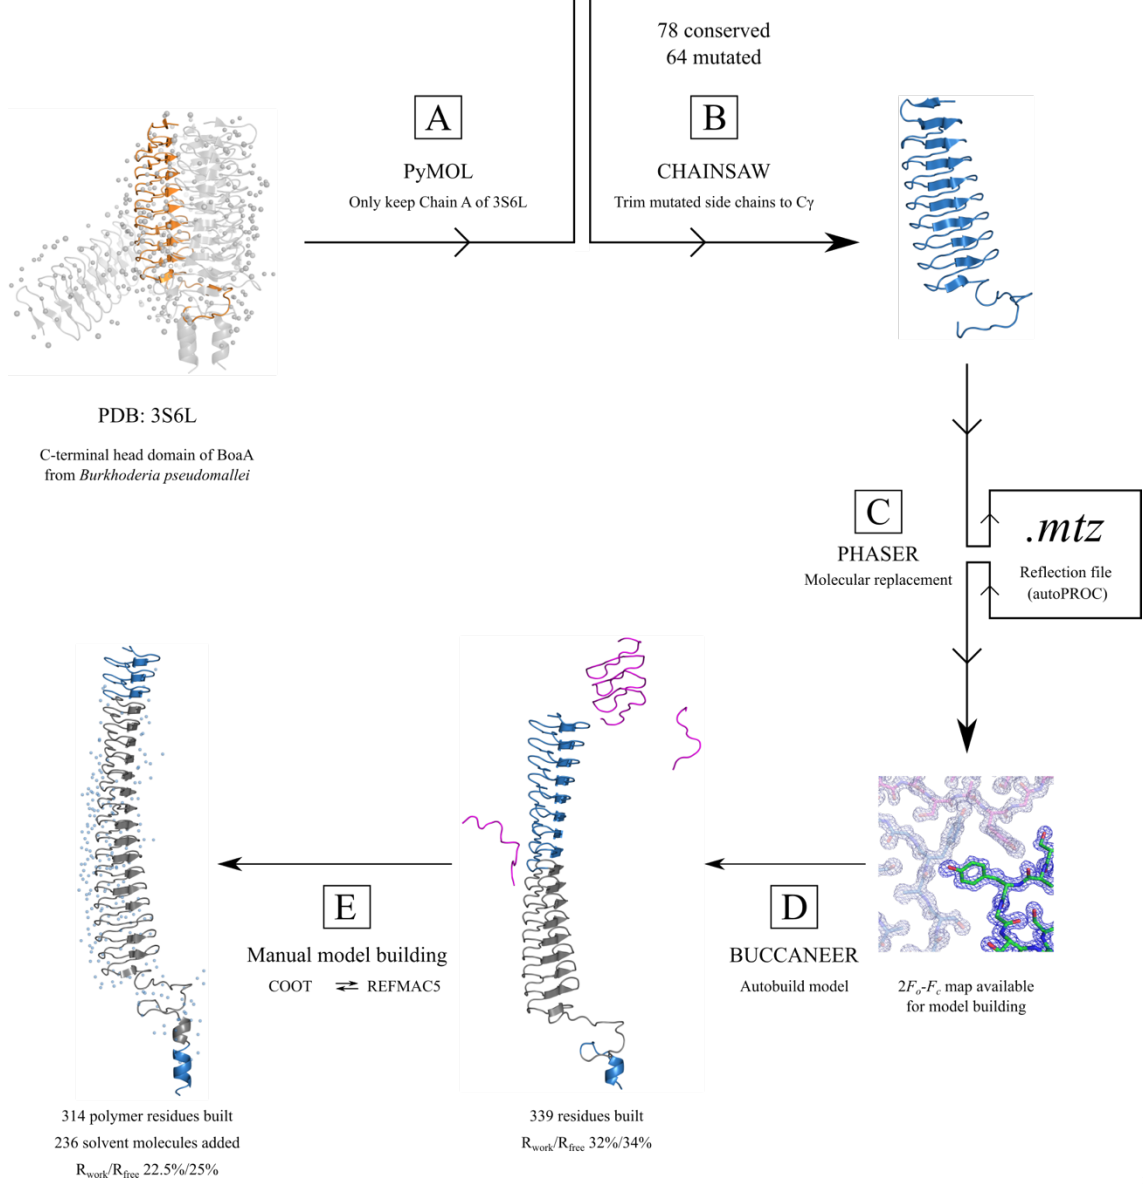 78 conserved
64 mutated
A
PyMOL
Only keep Chain A of 3S6L
B
CHAINSAW
Trim mutated side chains to Cγ
PDB: 3S6L
C-terminal head domain of BoaA
from Burkhoderia pseudomallei
C
PHASER
Molecular replacement
.mtz
Reflection file
(autoPROC)
2Fo-Fc map available
for model building
D
BUCCANEER
Autobuild model
339 residues built
Rwork/Rfree 32%/34%
E
Manual model building
COOT ⇌ REFMAC5
314 polymer residues built
236 solvent molecules added
Rwork/Rfree 22.5%/25%